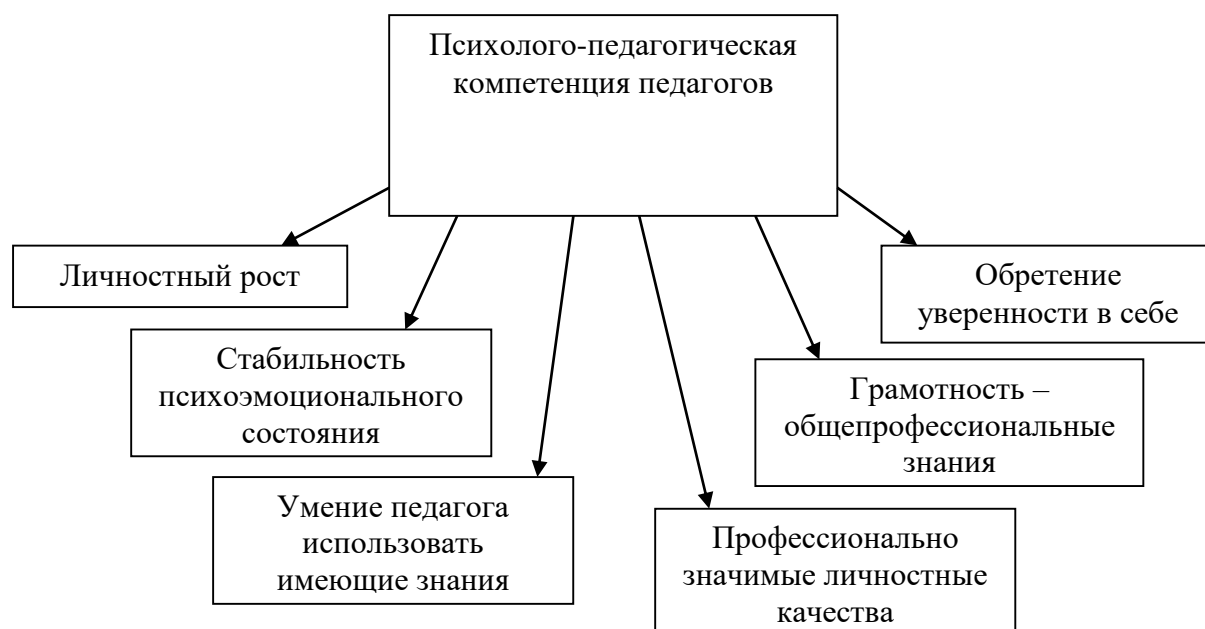 Психолого-педагогическая
компетенция педагогов
Личностный рост
Обретение
уверенности в себе
Стабильность
психоэмоционального
состояния
Грамотность –
общепрофессиональные
знания
Умение педагога
использовать
имеющие знания
Профессионально
значимые личностные
качества